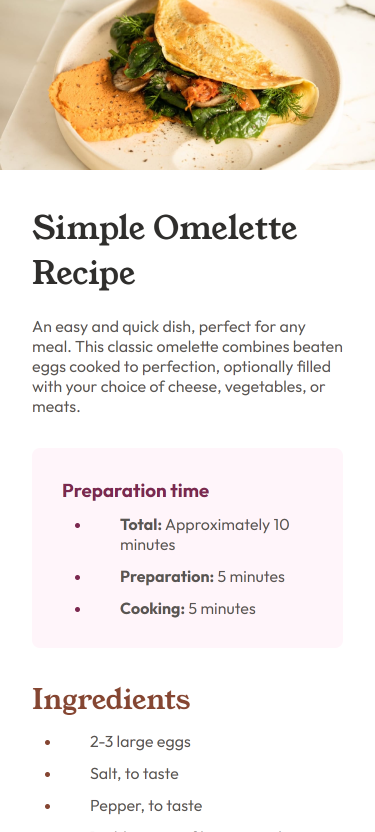 Simple Omelette
Recipe
An easy and quick dish, perfect for any
meal. This classic omelette combines beaten
eggs cooked to perfection, optionally filled
with your choice of cheese, vegetables, or
meats.
Preparation time
• Total: Approximately 10
minutes
• Preparation: 5 minutes
• Cooking: 5 minutes
Ingredients
• 2-3 large eggs
• Salt, to taste
• Pepper, to taste